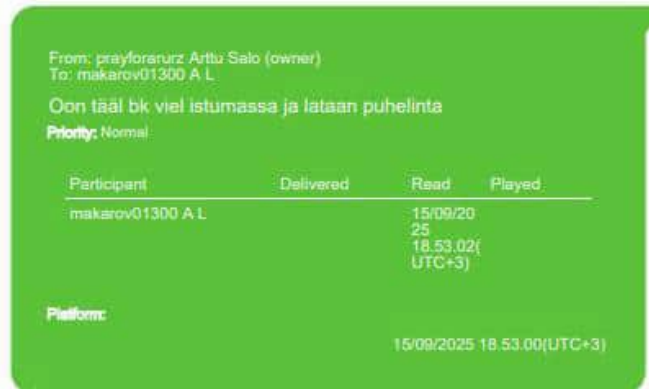 From: prayforarurz Arttu Salo (owner)
To: makarov01300 A L
Oon tääl bk viel istumassa ja lataan puhelinta
Priority: Normal
Participant Delivered Read Played
makarov01300 A L 15/09/20
25
18.53.02(
UTC+3)
Platform:
15/09/2025 18.53.00(UTC+3)